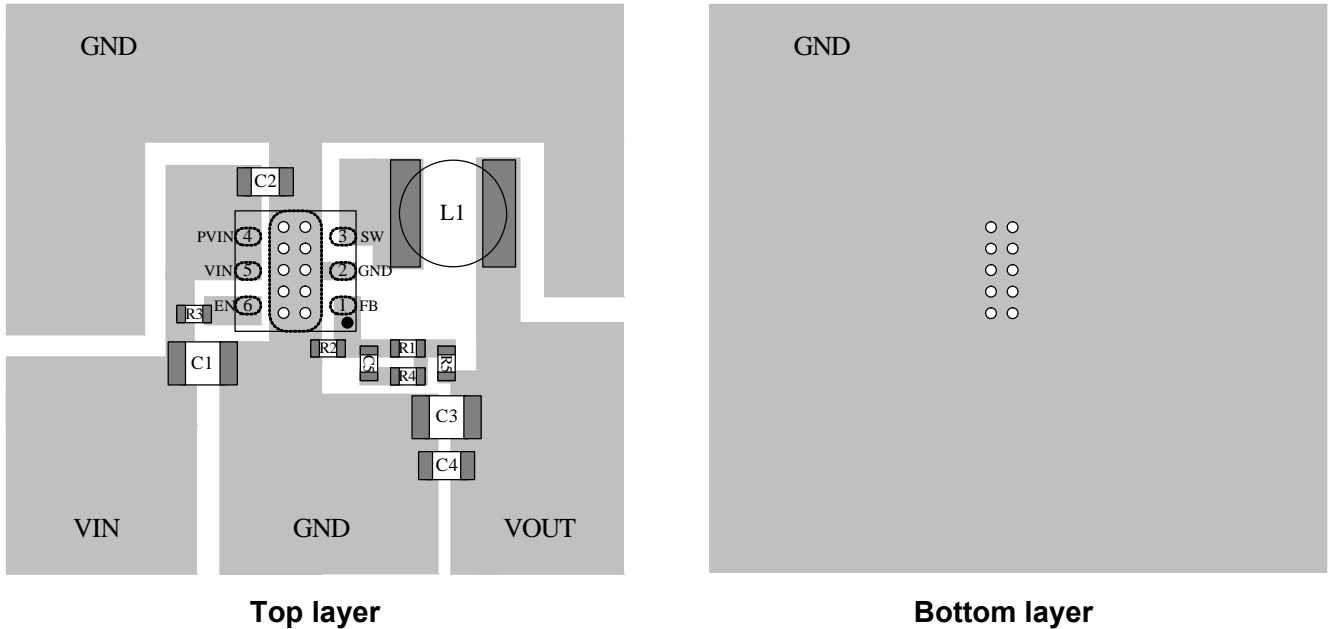 GND
GND
C2
L1
PVIN 4
3 SW
VIN 5
2 GND
EN 6
1 FB
R3
R2
R1
C5
R5
C1
R4
C3
C4
VIN
GND
VOUT
Top layer
Bottom layer